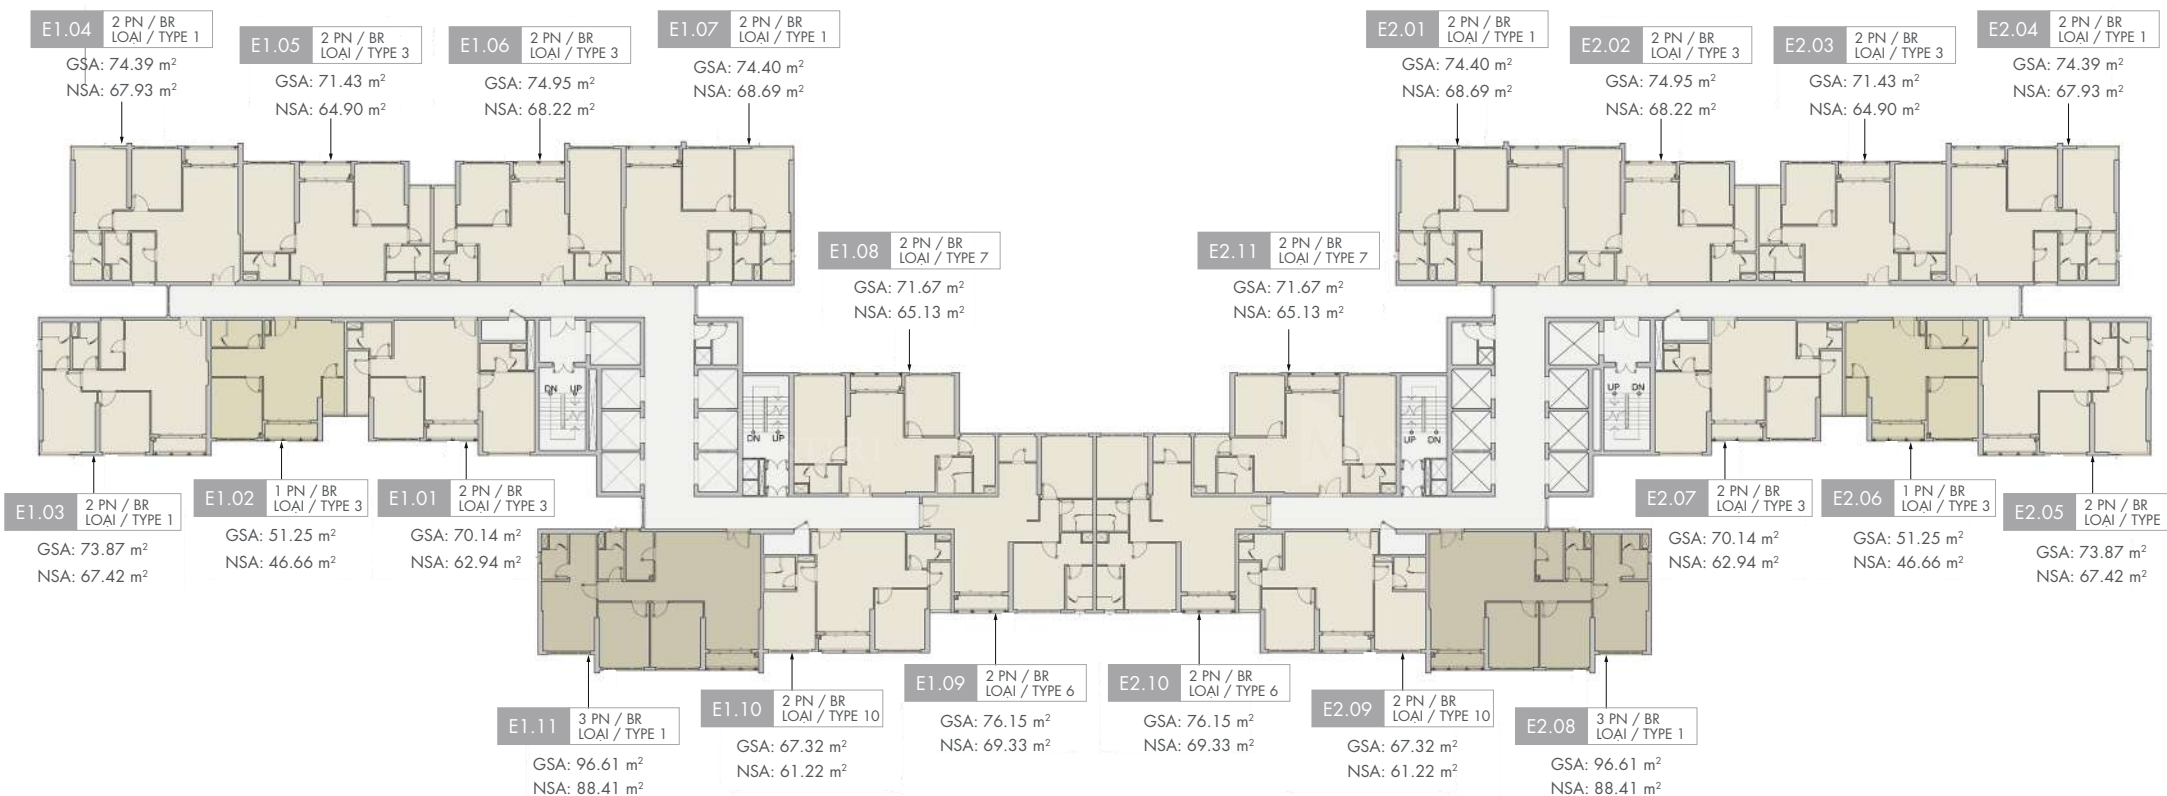 E1.04
2 PN / BR
LOẠI / TYPE 1
GSA: 74.39 m²
NSA: 67.93 m²
E1.05
2 PN / BR
LOẠI / TYPE 3
GSA: 71.43 m²
NSA: 64.90 m²
E1.06
2 PN / BR
LOẠI / TYPE 3
GSA: 74.95 m²
NSA: 68.22 m²
E1.07
2 PN / BR
LOẠI / TYPE 1
GSA: 74.40 m²
NSA: 68.69 m²
E2.01
2 PN / BR
LOẠI / TYPE 1
GSA: 74.40 m²
NSA: 68.69 m²
E2.02
2 PN / BR
LOẠI / TYPE 3
GSA: 74.95 m²
NSA: 68.22 m²
E2.03
2 PN / BR
LOẠI / TYPE 3
GSA: 71.43 m²
NSA: 64.90 m²
E2.04
2 PN / BR
LOẠI / TYPE 1
GSA: 74.39 m²
NSA: 67.93 m²
E1.08
2 PN / BR
LOẠI / TYPE 7
GSA: 71.67 m²
NSA: 65.13 m²
E2.11
2 PN / BR
LOẠI / TYPE 7
GSA: 71.67 m²
NSA: 65.13 m²
DN UP
DN UP
UP DN
UP DN
E1.03
2 PN / BR
LOẠI / TYPE 1
GSA: 73.87 m²
NSA: 67.42 m²
E1.02
1 PN / BR
LOẠI / TYPE 3
GSA: 51.25 m²
NSA: 46.66 m²
E1.01
2 PN / BR
LOẠI / TYPE 3
GSA: 70.14 m²
NSA: 62.94 m²
E2.07
2 PN / BR
LOẠI / TYPE 3
GSA: 70.14 m²
NSA: 62.94 m²
E2.06
1 PN / BR
LOẠI / TYPE 3
GSA: 51.25 m²
NSA: 46.66 m²
E2.05
2 PN / BR
LOẠI / TYPE
GSA: 73.87 m²
NSA: 67.42 m²
E1.11
3 PN / BR
LOẠI / TYPE 1
GSA: 96.61 m²
NSA: 88.41 m²
E1.10
2 PN / BR
LOẠI / TYPE 10
GSA: 67.32 m²
NSA: 61.22 m²
E1.09
2 PN / BR
LOẠI / TYPE 6
GSA: 76.15 m²
NSA: 69.33 m²
E2.10
2 PN / BR
LOẠI / TYPE 6
GSA: 76.15 m²
NSA: 69.33 m²
E2.09
2 PN / BR
LOẠI / TYPE 10
GSA: 67.32 m²
NSA: 61.22 m²
E2.08
3 PN / BR
LOẠI / TYPE 1
GSA: 96.61 m²
NSA: 88.41 m²